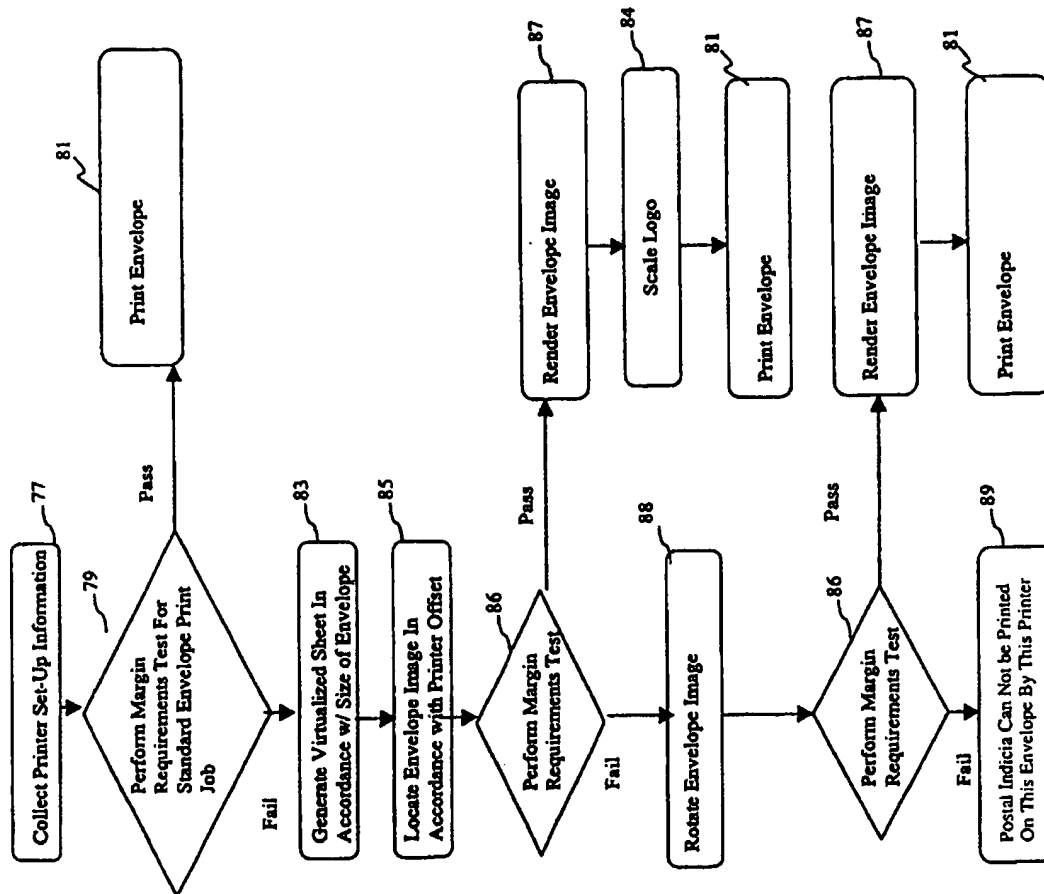 77
Collect Printer Set-Up Information
79
Perform Margin
Requirements Test For
Standard Envelope Print
Job
Pass
81
Print Envelope
Fail
83
Generate Virtualized Sheet In
Accordance w/ Size of Envelope
85
Locate Envelope Image In
Accordance with Printer Offset
86
Perform Margin
Requirements Test
Pass
87
Render Envelope Image
84
Scale Logo
81
Print Envelope
Fail
88
Rotate Envelope Image
86
Perform Margin
Requirements Test
Pass
87
Render Envelope Image
81
Print Envelope
Fail
89
Postal Indicia Can Not be Printed
On This Envelope By This Printer